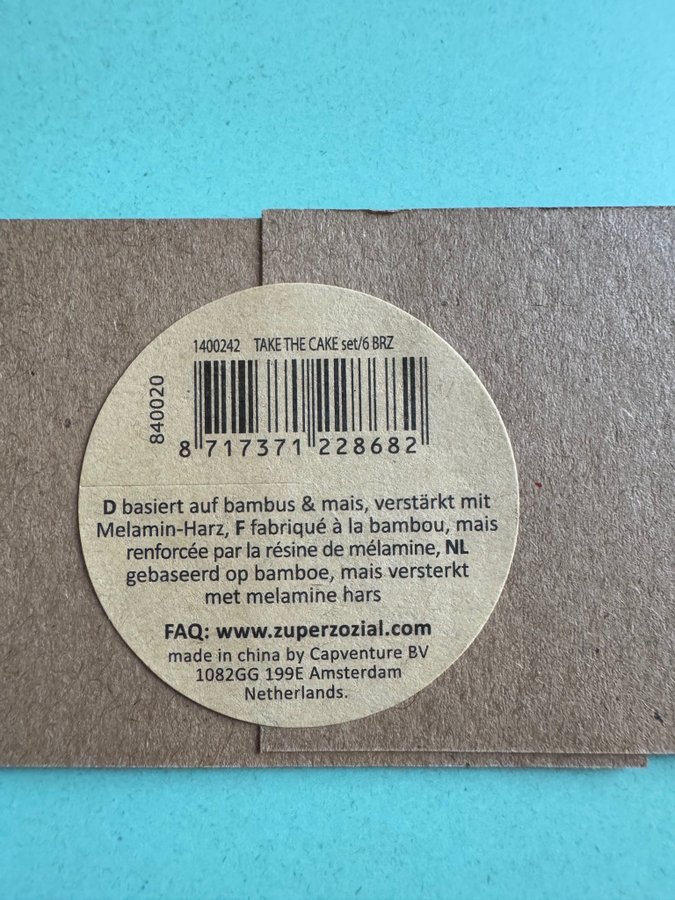 1400242 TAKE THE CAKE set/6 BRZ
840020
8 717371 228682
D basiert auf bambus & mais, verstärkt mit
Melamin-Harz, F fabriqué à la bambou, mais
renforcée par la résine de mélamine, NL
gebaseerd op bamboe, mais versterkt
met melamine hars
FAQ: www.zuperzozial.com
made in china by Capventure BV
1082GG 199E Amsterdam
Netherlands.